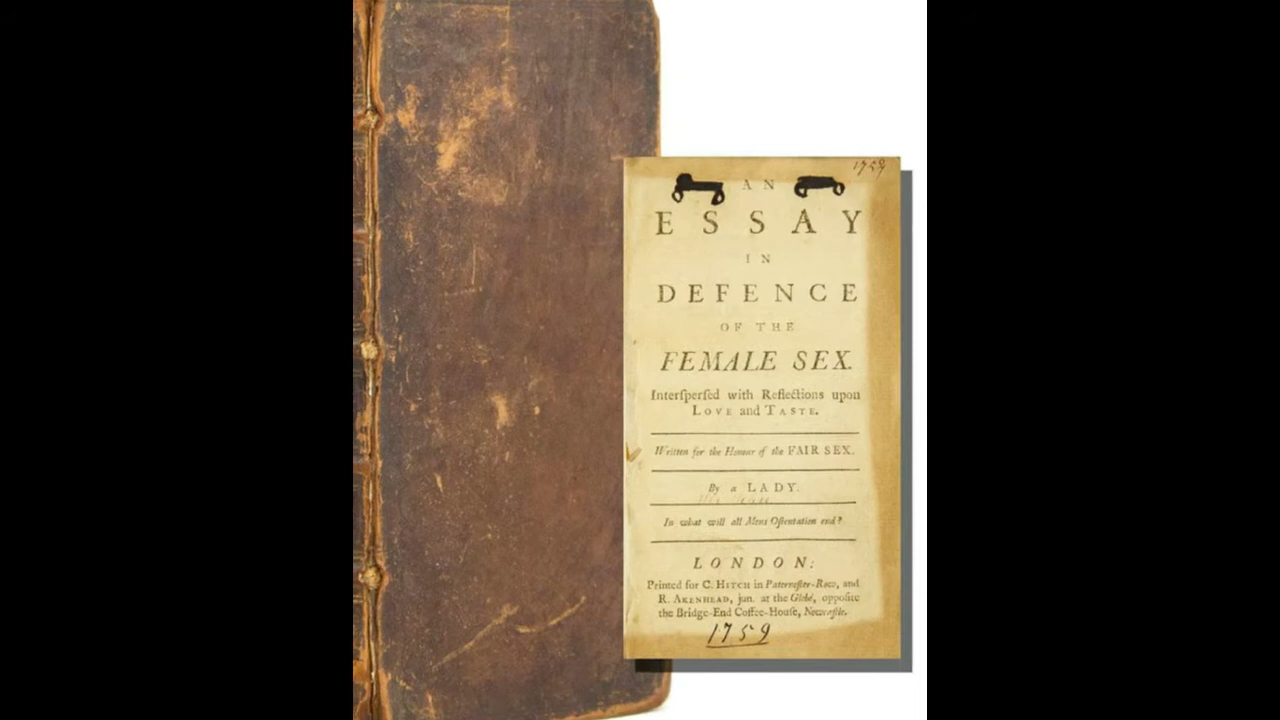 1759
AN
ESSAY
IN
DEFENCE
OF THE
FEMALE SEX.
Interſperſed with Reflections upon
LOVE and TASTE.
Written for the Honour of the FAIR SEX.
By a LADY.
In what will all Mens Oſtentation end?
LONDON:
Printed for C. HITCH in Paternoſter-Row, and
R. AKENHEAD, jun. at the Globe, oppoſite
the Bridge-End Coffee-Houſe, Newcaſtle.
1759